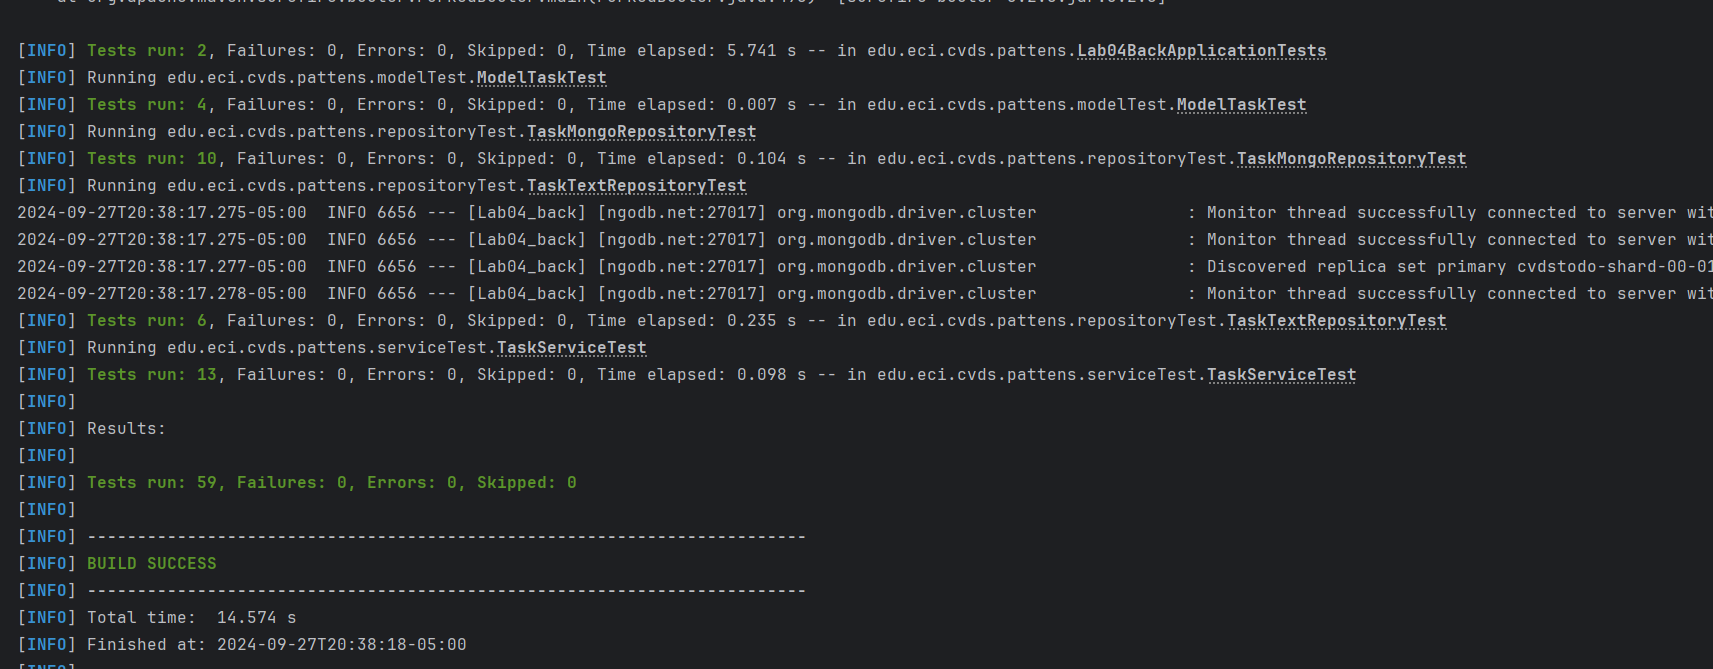 [INFO] Tests run: 2, Failures: 0, Errors: 0, Skipped: 0, Time elapsed: 5.741 s -- in edu.eci.cvds.pattens.Lab04BackApplicationTests
[INFO] Running edu.eci.cvds.pattens.modelTest.ModelTaskTest
[INFO] Tests run: 4, Failures: 0, Errors: 0, Skipped: 0, Time elapsed: 0.007 s -- in edu.eci.cvds.pattens.modelTest.ModelTaskTest
[INFO] Running edu.eci.cvds.pattens.repositoryTest.TaskMongoRepositoryTest
[INFO] Tests run: 10, Failures: 0, Errors: 0, Skipped: 0, Time elapsed: 0.104 s -- in edu.eci.cvds.pattens.repositoryTest.TaskMongoRepositoryTest
[INFO] Running edu.eci.cvds.pattens.repositoryTest.TaskTextRepositoryTest
2024-09-27T20:38:17.275-05:00  INFO 6656 --- [Lab04_back] [ngodb.net:27017] org.mongodb.driver.cluster               : Monitor thread successfully connected to server wit
2024-09-27T20:38:17.275-05:00  INFO 6656 --- [Lab04_back] [ngodb.net:27017] org.mongodb.driver.cluster               : Monitor thread successfully connected to server wit
2024-09-27T20:38:17.277-05:00  INFO 6656 --- [Lab04_back] [ngodb.net:27017] org.mongodb.driver.cluster               : Discovered replica set primary cvdstodo-shard-00-01
2024-09-27T20:38:17.278-05:00  INFO 6656 --- [Lab04_back] [ngodb.net:27017] org.mongodb.driver.cluster               : Monitor thread successfully connected to server wit
[INFO] Tests run: 6, Failures: 0, Errors: 0, Skipped: 0, Time elapsed: 0.235 s -- in edu.eci.cvds.pattens.repositoryTest.TaskTextRepositoryTest
[INFO] Running edu.eci.cvds.pattens.serviceTest.TaskServiceTest
[INFO] Tests run: 13, Failures: 0, Errors: 0, Skipped: 0, Time elapsed: 0.098 s -- in edu.eci.cvds.pattens.serviceTest.TaskServiceTest
[INFO]
[INFO] Results:
[INFO]
[INFO] Tests run: 59, Failures: 0, Errors: 0, Skipped: 0
[INFO]
[INFO] ------------------------------------------------------------------------
[INFO] BUILD SUCCESS
[INFO] ------------------------------------------------------------------------
[INFO] Total time:  14.574 s
[INFO] Finished at: 2024-09-27T20:38:18-05:00